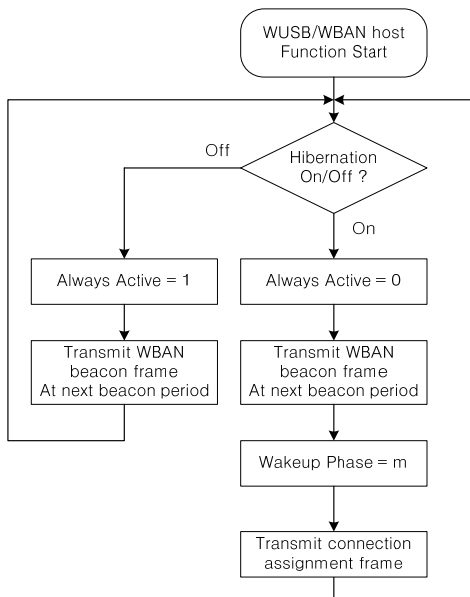 WUSB/WBAN host
Function Start
Off
Hibernation
On/Off ?
On
Always Active = 1
Always Active = 0
Transmit WBAN
beacon frame
At next beacon period
Transmit WBAN
beacon frame
At next beacon period
Wakeup Phase = m
Transmit connection
assignment frame